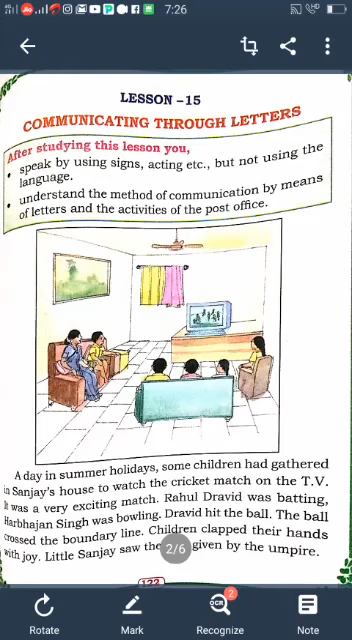 7:26
LESSON – 15
COMMUNICATING THROUGH LETTERS
After studying this lesson you,
• speak by using signs, acting etc., but not using the
language.
• understand the method of communication by means
of letters and the activities of the post office.
A day in summer holidays, some children had gathered
in Sanjay's house to watch the cricket match on the T.V.
It was a very exciting match. Rahul Dravid was batting,
Harbhajan Singh was bowling. Dravid hit the ball. The ball
crossed the boundary line. Children clapped their hands
with joy. Little Sanjay saw the given by the umpire.
2/6
122
2
OCR
Rotate
Mark
Recognize
Note